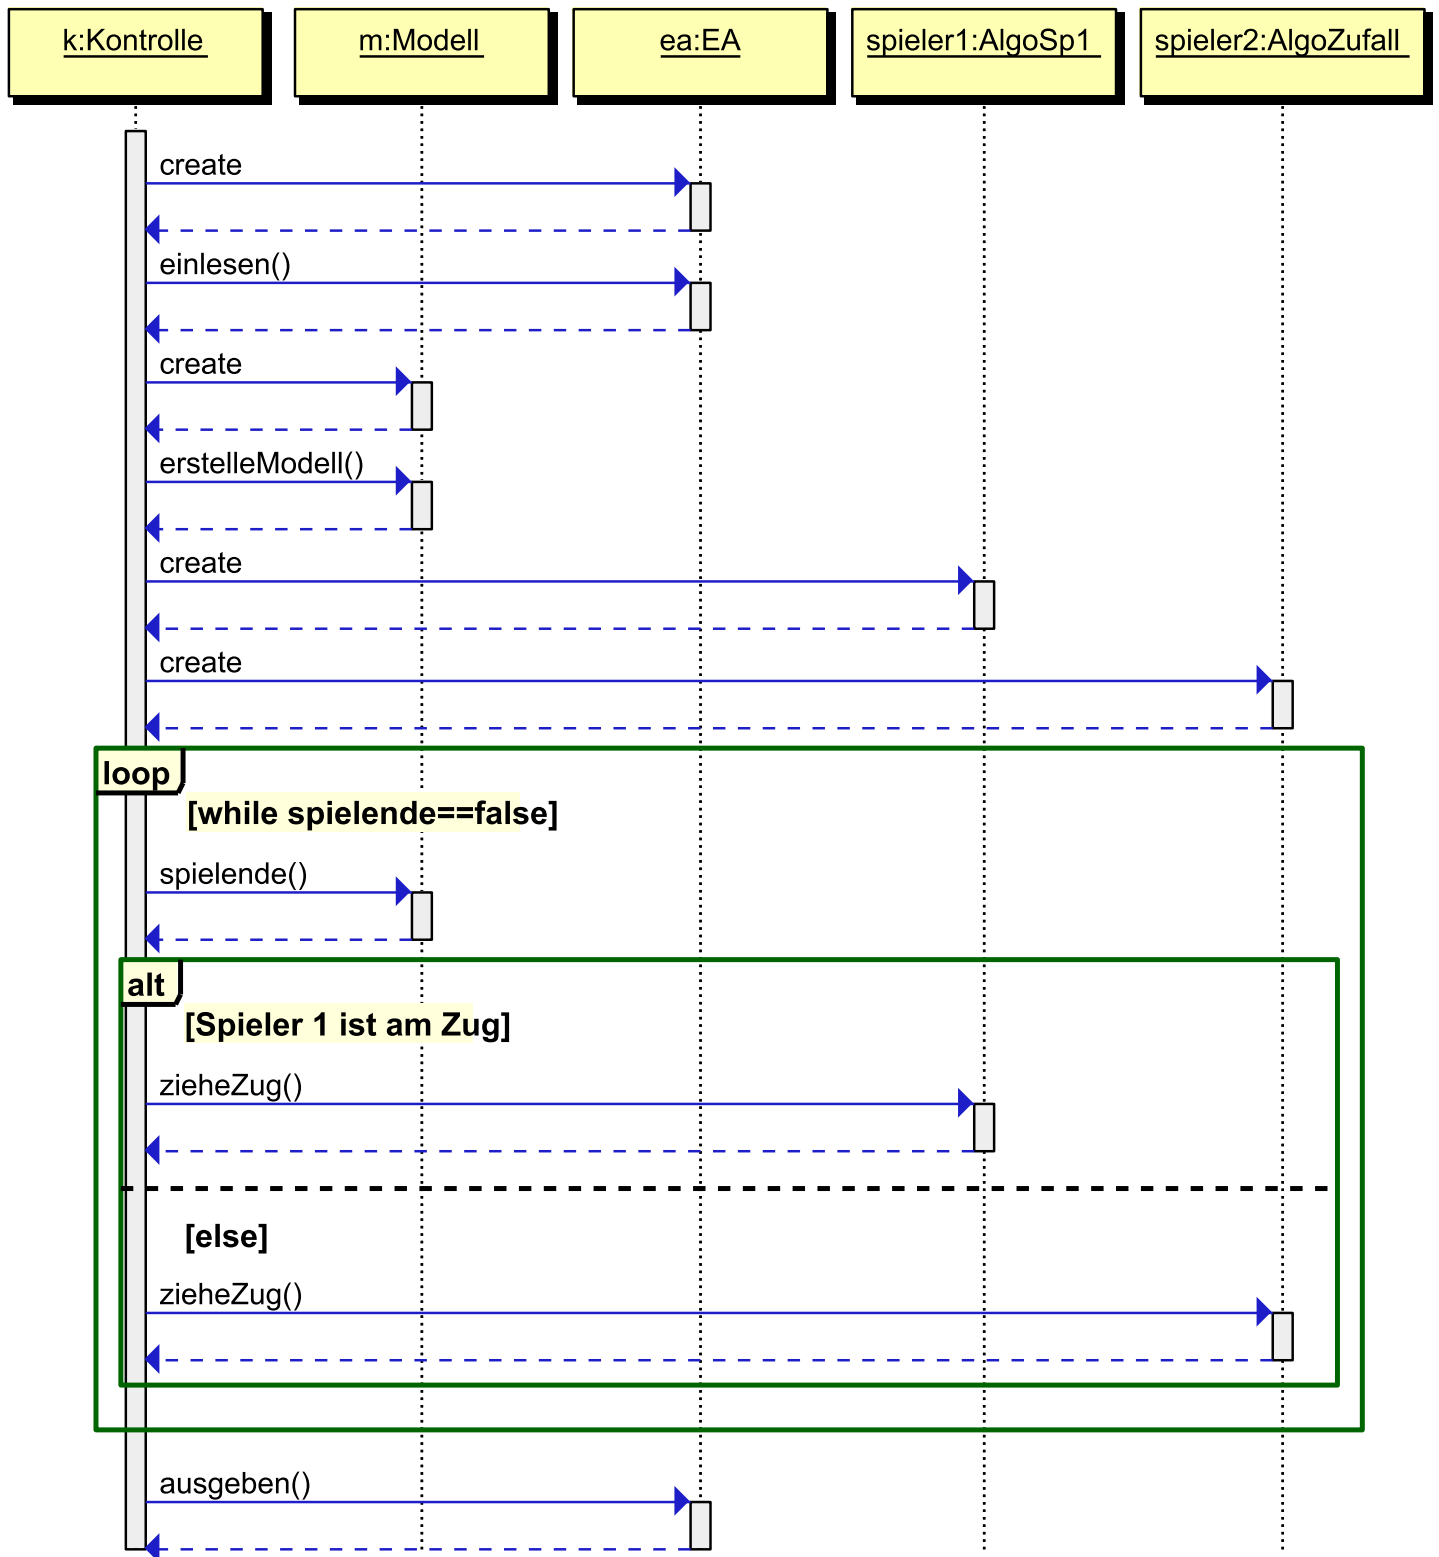 k:Kontrolle
m:Modell
ea:EA
spieler1:AlgoSp1
spieler2:AlgoZufall
create
einlesen()
create
erstelleModell()
create
create
loop
[while spielende==false]
spielende()
alt
[Spieler 1 ist am Zug]
zieheZug()
[else]
zieheZug()
ausgeben()